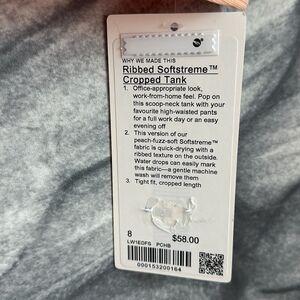 WHY WE MADE THIS
Ribbed Softstreme™
Cropped Tank
1. Office-appropriate look,
work-from-home feel. Pop on
this scoop-neck tank with your
favourite high-waisted pants
for a full work day or an easy
evening off
2. This version of our
peach-fuzz-soft Softstreme™
fabric is quick-drying with a
ribbed texture on the outside.
Water drops can easily mark
this fabric—a gentle machine
wash will remove them
3. Tight fit, cropped length
8 $58.00
LW1EDFS PCHB
000153200164